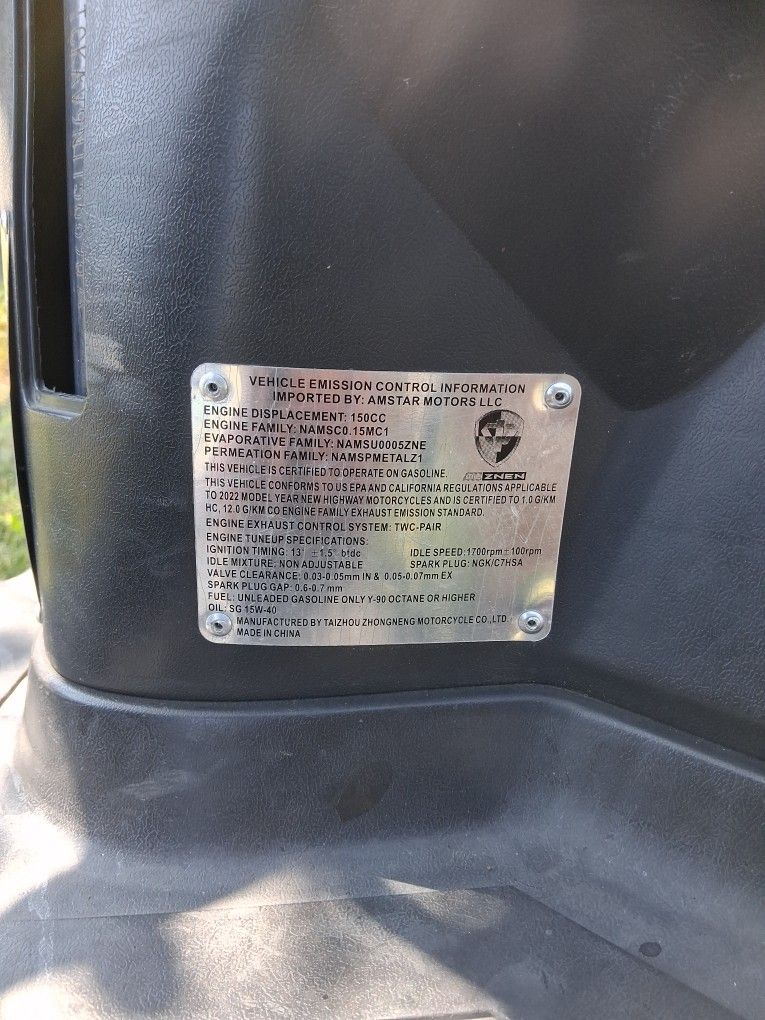 VEHICLE EMISSION CONTROL INFORMATION
IMPORTED BY: AMSTAR MOTORS LLC
ENGINE DISPLACEMENT: 150CC
ENGINE FAMILY: NAMSC0.15MC1
EVAPORATIVE FAMILY: NAMSU0005ZNE
PERMEATION FAMILY: NAMSPMETALZ1
ZNEN
THIS VEHICLE IS CERTIFIED TO OPERATE ON GASOLINE.
THIS VEHICLE CONFORMS TO US EPA AND CALIFORNIA REGULATIONS APPLICABLE
TO 2022 MODEL YEAR NEW HIGHWAY MOTORCYCLES AND IS CERTIFIED TO 1.0 G/KM
HC, 12.0 G/KM CO ENGINE FAMILY EXHAUST EMISSION STANDARD.
ENGINE EXHAUST CONTROL SYSTEM: TWC-PAIR
ENGINE TUNEUP SPECIFICATIONS:
IGNITION TIMING: 13° ±1.5° btdc IDLE SPEED:1700rpm±100rpm
IDLE MIXTURE: NON ADJUSTABLE SPARK PLUG: NGK/C7HSA
VALVE CLEARANCE: 0.03-0.05mm IN & 0.05-0.07mm EX
SPARK PLUG GAP: 0.6-0.7 mm
FUEL: UNLEADED GASOLINE ONLY Y-90 OCTANE OR HIGHER
OIL: SG 15W-40
MANUFACTURED BY TAIZHOU ZHONGNENG MOTORCYCLE CO.,LTD.
MADE IN CHINA